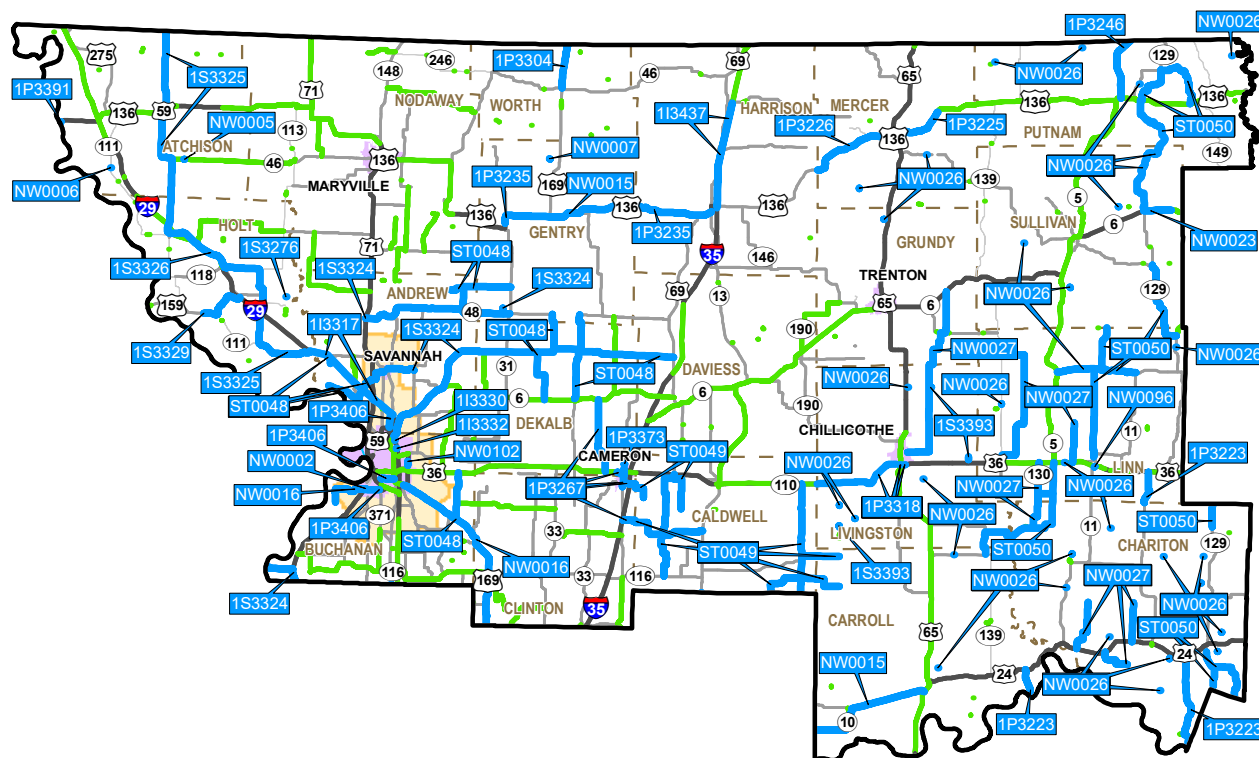 1P3246
NW0026
275
1S3325
148
246
1P3304
46
69
65
NW0026
129
1P3391
71
NODAWAY
WORTH
1I3437
HARRISON
MERCER
136
136
59
NW0005
113
1P3226
136
1P3225
PUTNAM
ST0050
111
ATCHISON
46
136
NW0007
149
NW0006
MARYVILLE
1P3235
169
NW0015
NW0026
139
NW0026
29
136
136
136
5
6
HOLT
GENTRY
1P3235
SULLIVAN
71
35
GRUNDY
NW0023
1S3276
ST0048
146
1S3326
1S3324
1S3324
TRENTON
118
ANDREW
69
13
65
6
NW0026
129
159
29
48
1S3324
ST0048
190
111
1I3317
ST0050
1S3329
SAVANNAH
NW0027
NW0026
31
DAVIESS
NW0026
1S3325
ST0048
NW0026
ST0048
6
6
190
NW0027
NW0096
1P3406
1I3330
DEKALB
1S3393
CHILLICOTHE
11
1P3406
59
1I3332
1P3373
5
CAMERON
ST0049
NW0002
NW0102
36
NW0026
36
LINN
36
1P3223
NW0016
1P3267
110
NW0027
130
NW0026
1P3318
1P3406
371
CALDWELL
NW0026
ST0050
ST0048
33
LIVINGSTON
11
CHARITON
129
BUCHANAN
ST0049
ST0050
116
NW0016
1S3393
NW0026
NW0027
1S3324
169
33
116
NW0026
CLINTON
35
CARROLL
ST0050
65
139
24
NW0015
24
NW0026
10
1P3223
1P3223